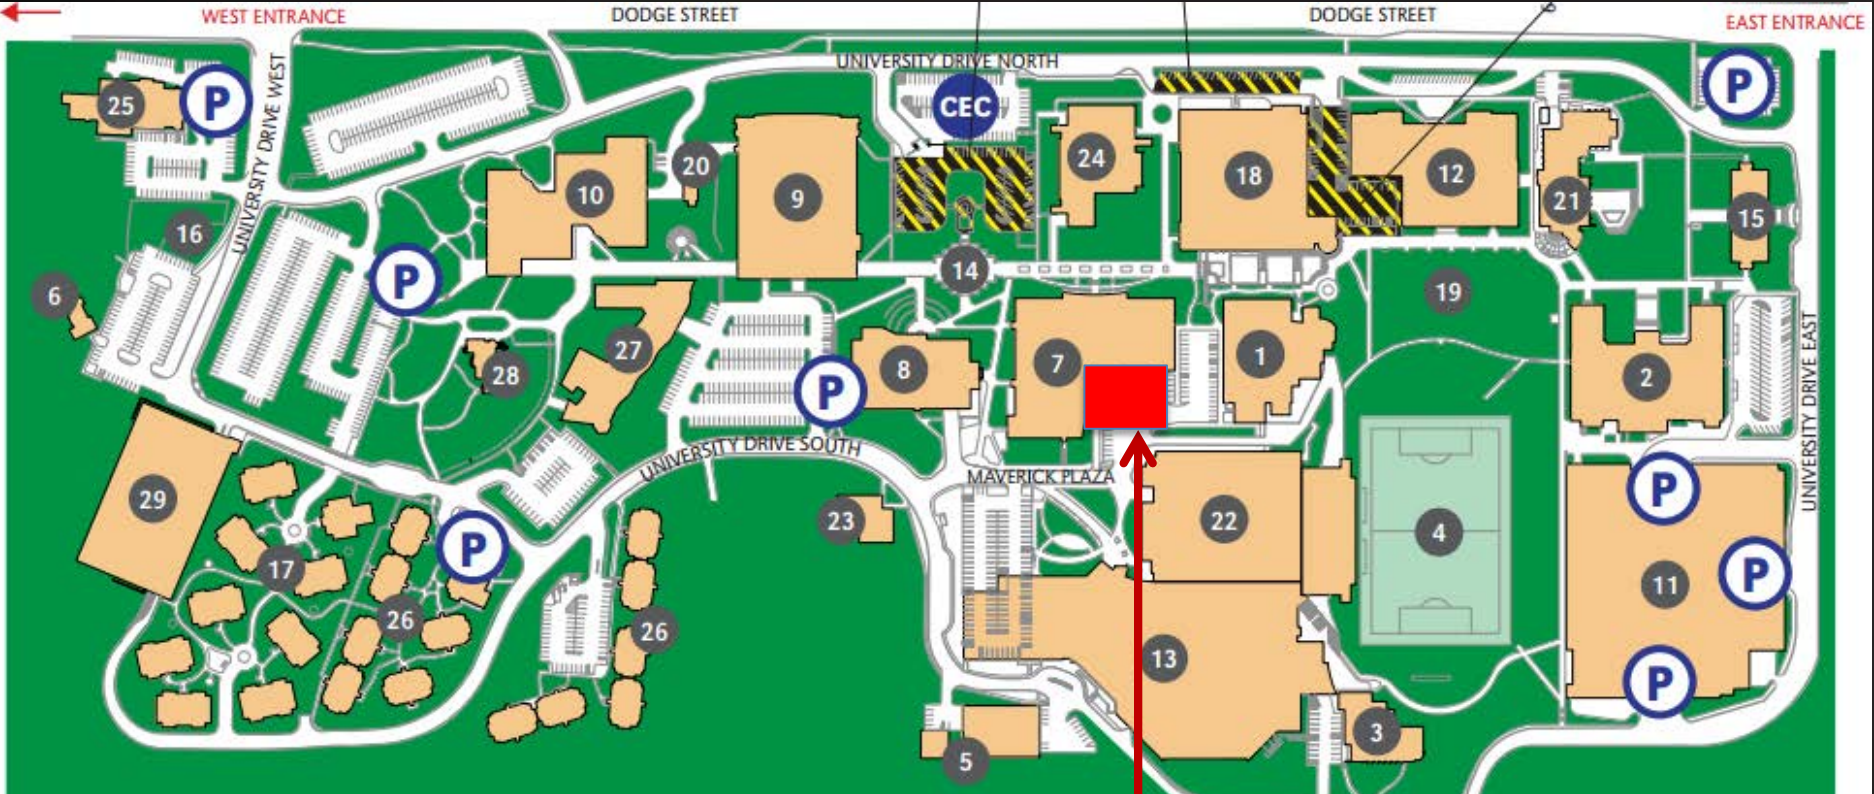 WEST ENTRANCE
DODGE STREET
DODGE STREET
EAST ENTRANCE
UNIVERSITY DRIVE NORTH
UNIVERSITY DRIVE WEST
P
P
25
CEC
24
20
18
12
10
9
21
15
16
14
P
6
19
27
7
1
8
28
2
P
UNIVERSITY DRIVE EAST
UNIVERSITY DRIVE SOUTH
MAVERICK PLAZA
P
29
23
22
4
P
17
P
11
26
26
13
P
3
5